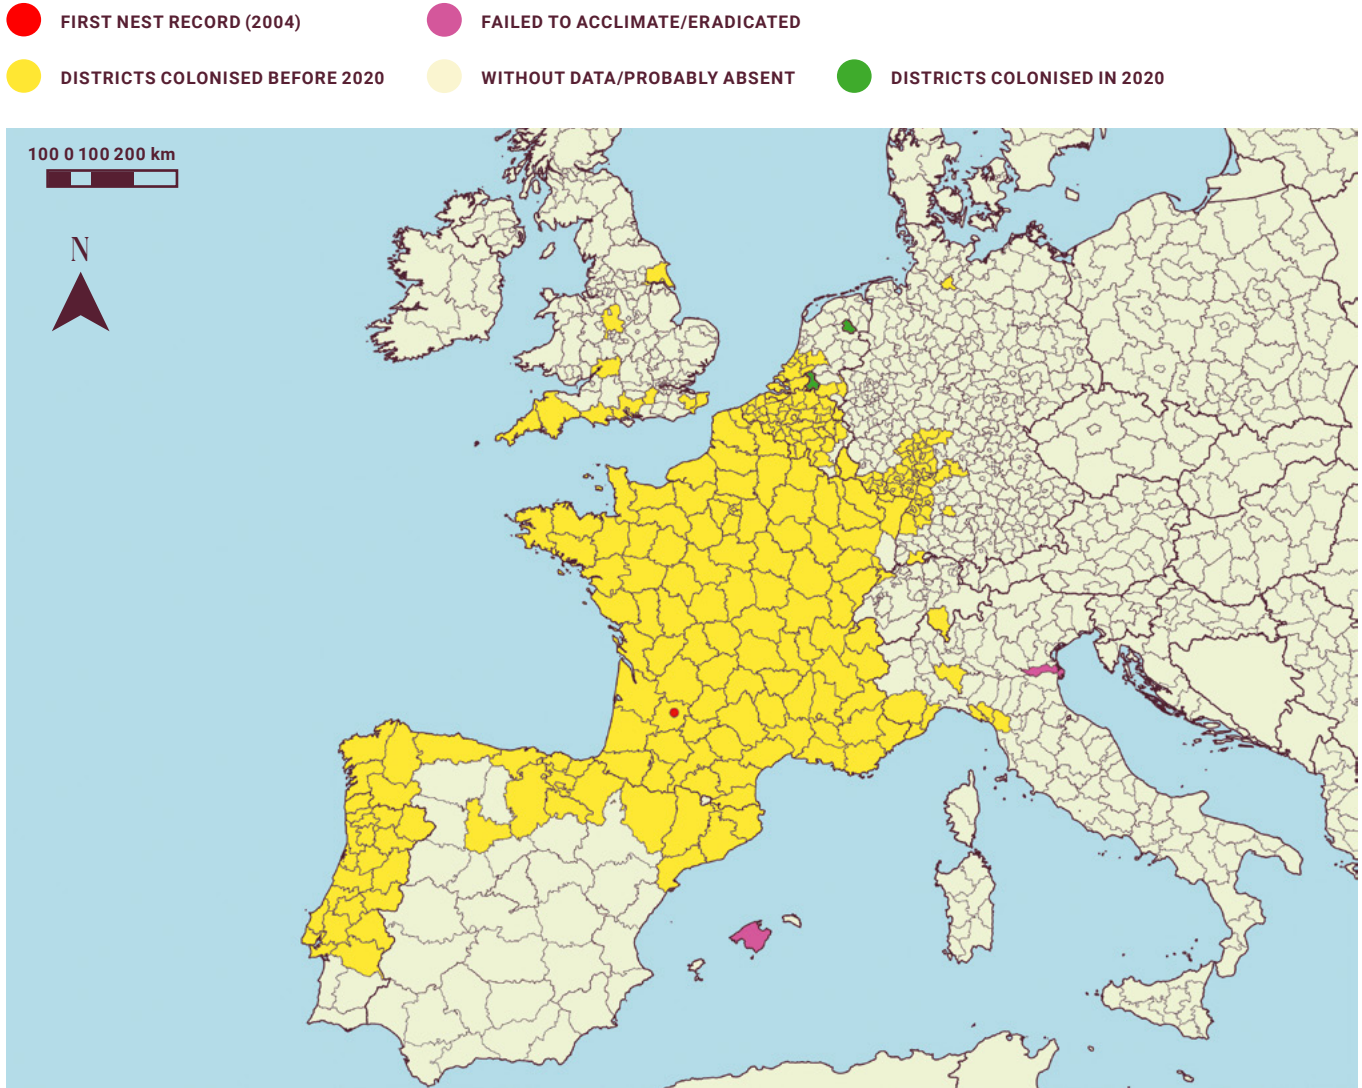 FIRST NEST RECORD (2004)
FAILED TO ACCLIMATE/ERADICATED
DISTRICTS COLONISED BEFORE 2020
WITHOUT DATA/PROBABLY ABSENT
DISTRICTS COLONISED IN 2020
100 0 100 200 km
N